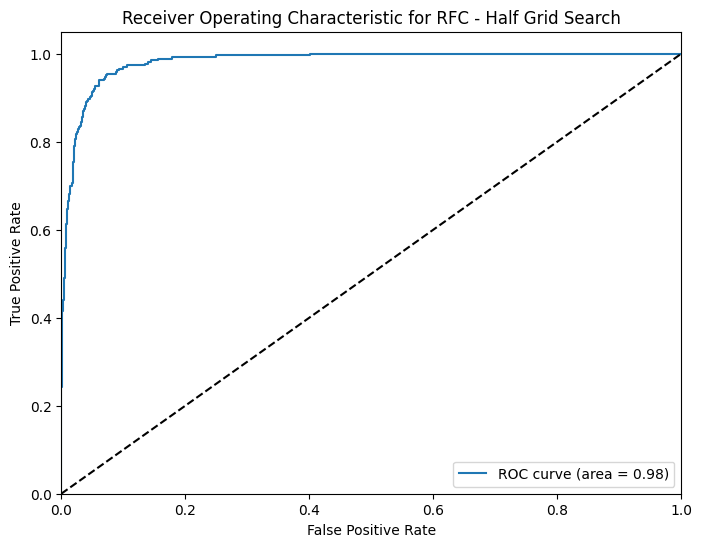 Receiver Operating Characteristic for RFC - Half Grid Search
True Positive Rate
1.0
0.8
0.6
0.4
0.2
0.0
0.0 0.2 0.4 0.6 0.8 1.0
False Positive Rate
ROC curve (area = 0.98)